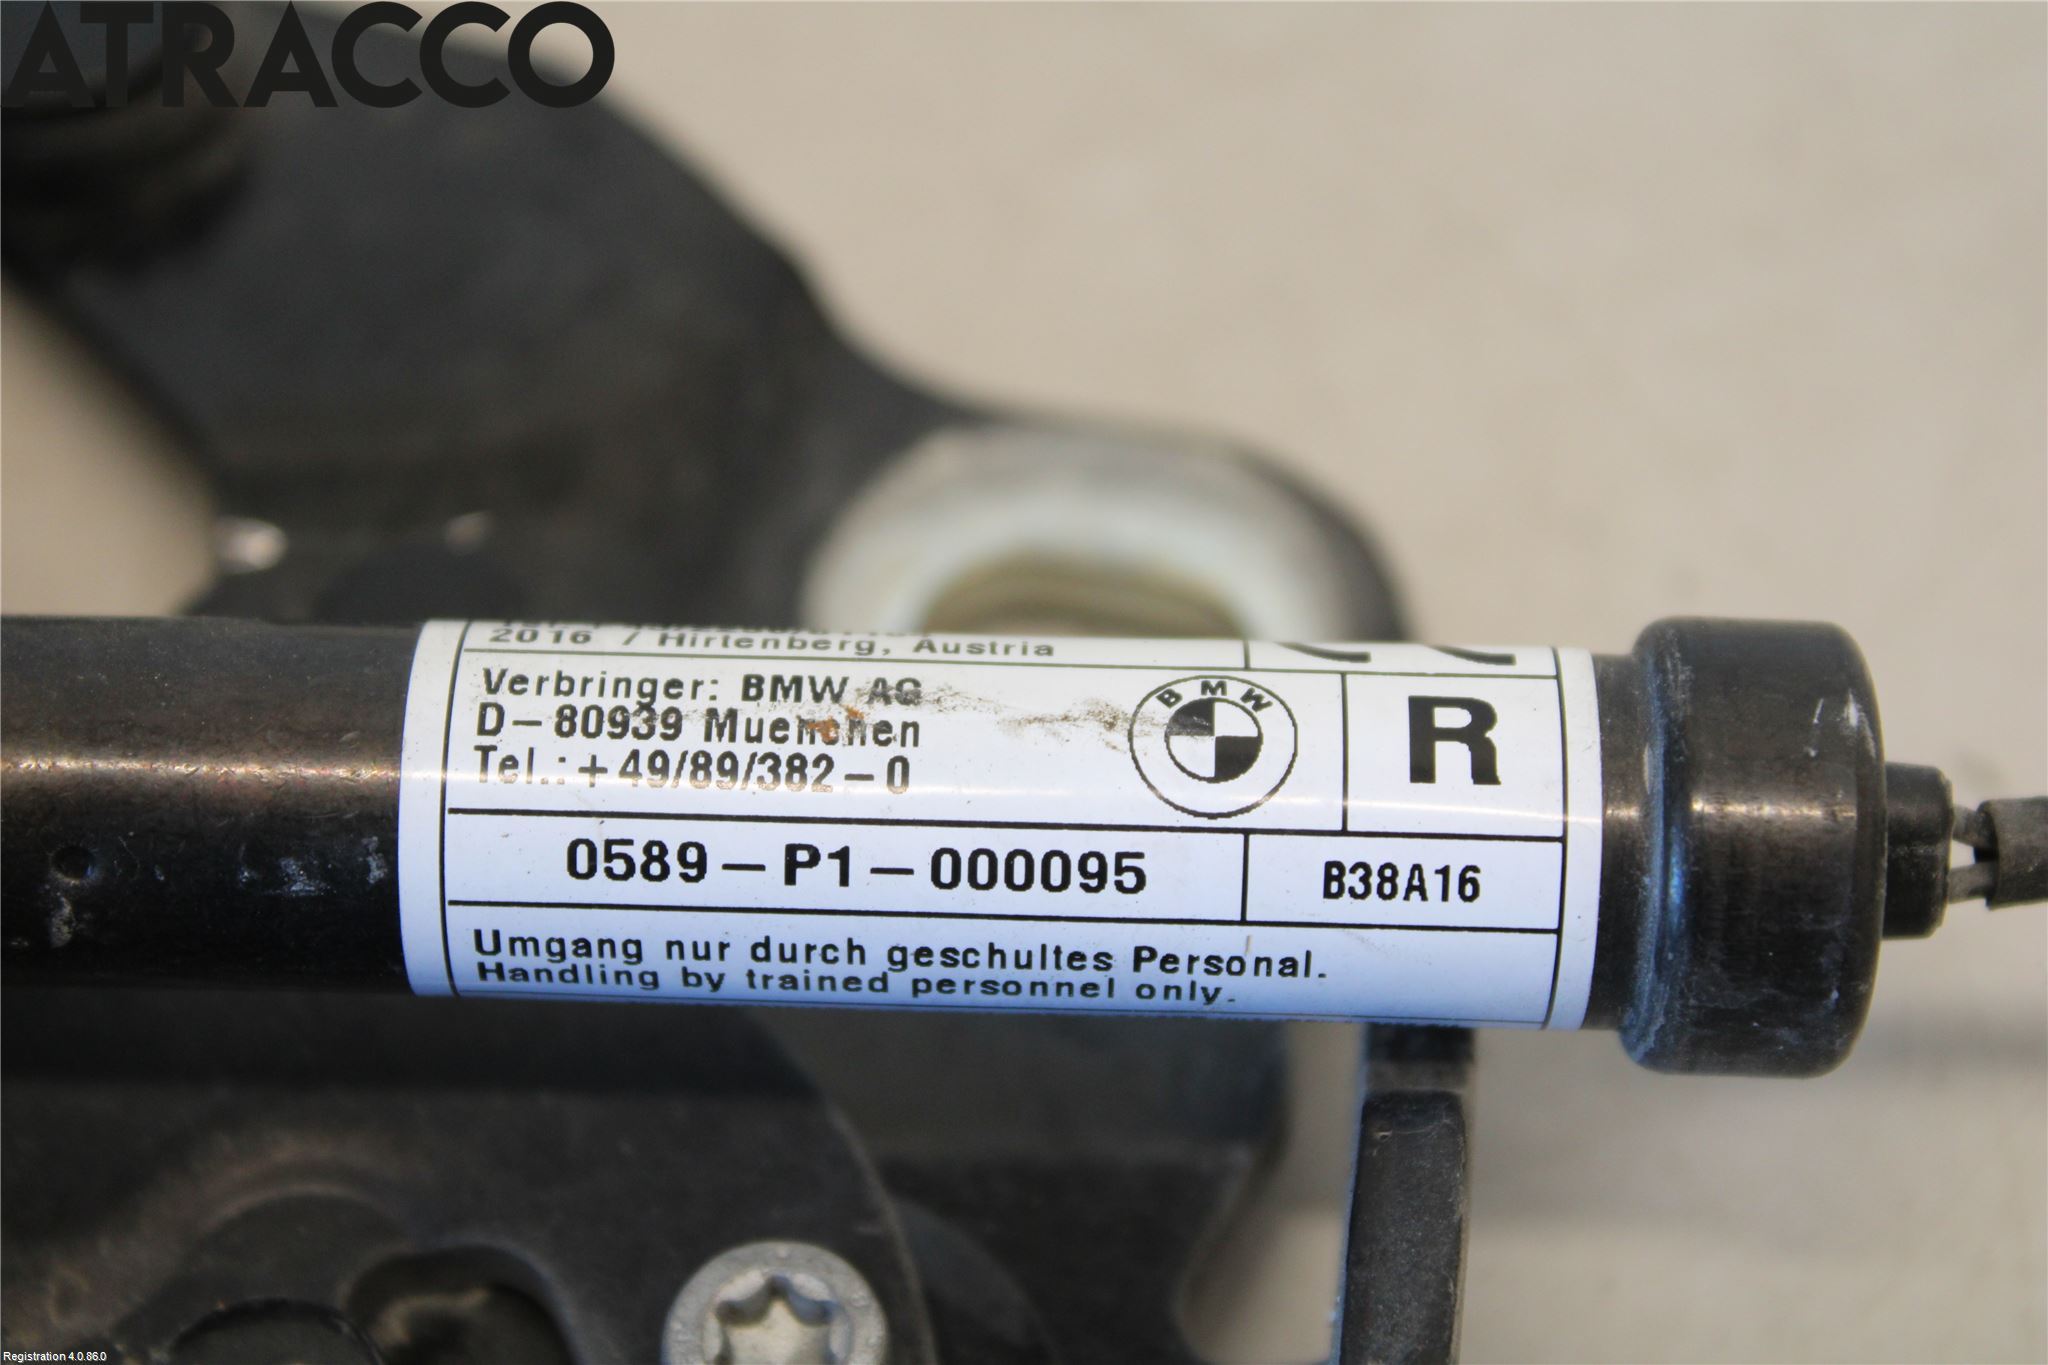 ATRACCO
2016 / Hirtenberg, Austria
Verbringer: BMW AG
D-80939 Muenchen
Tel.: +49/89/382-0
BMW
R
0589-P1-000095
B38A16
Umgang nur durch geschultes Personal.
Handling by trained personnel only.
Registration 4.0.86.0